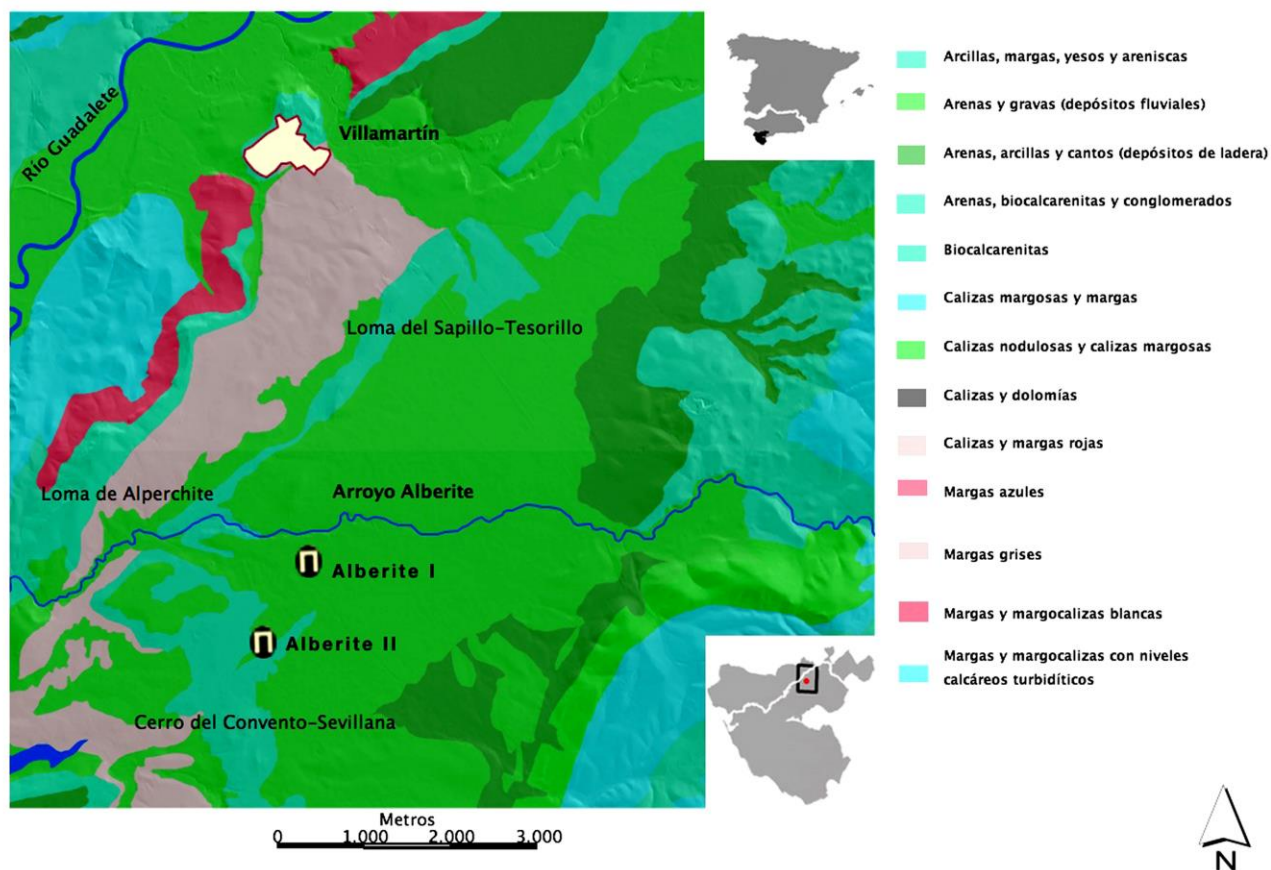 Río Guadalete
Villamartín
Loma del Sapillo-Tesorillo
Loma de Alperchite
Arroyo Alberite
Alberite I
Alberite II
Cerro del Convento-Sevillana
Metros
0 1.000 2.000 3.000
Arcillas, margas, yesos y areniscas
Arenas y gravas (depósitos fluviales)
Arenas, arcillas y cantos (depósitos de ladera)
Arenas, biocalcarenitas y conglomerados
Biocalcarenitas
Calizas margosas y margas
Calizas nodulosas y calizas margosas
Calizas y dolomías
Calizas y margas rojas
Margas azules
Margas grises
Margas y margocalizas blancas
Margas y margocalizas con niveles
calcáreos turbidíticos
N